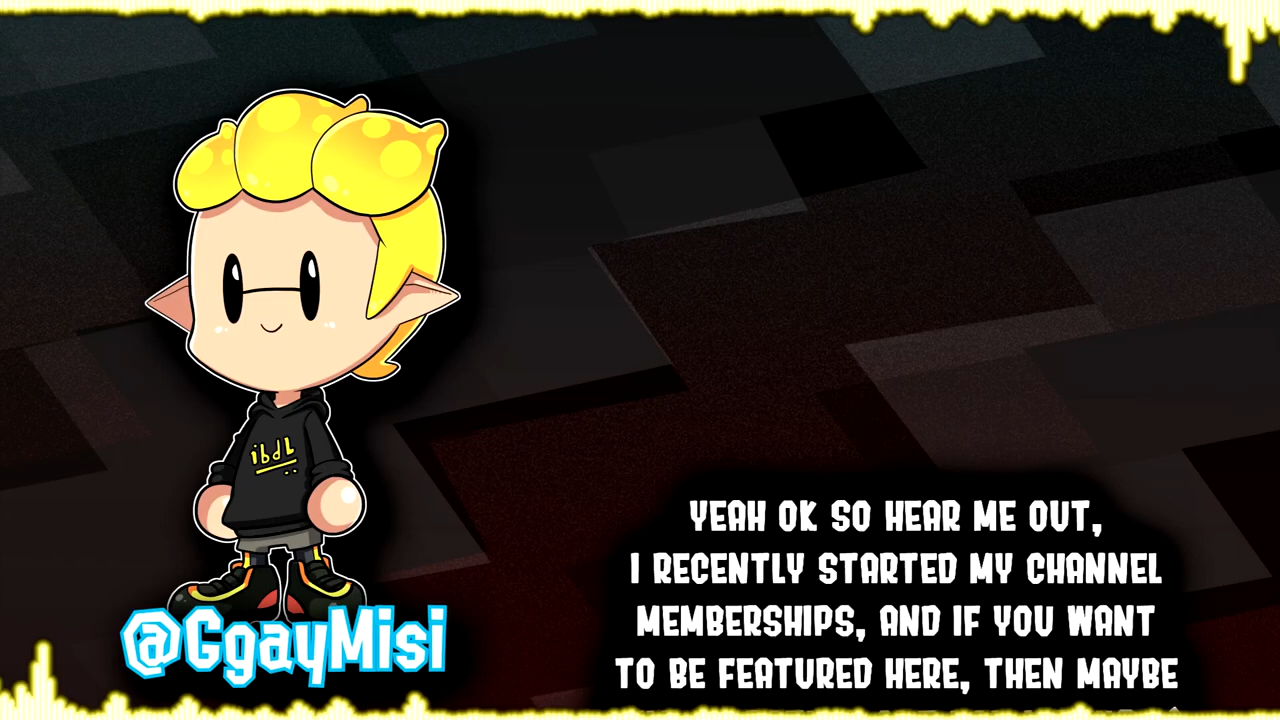 ibdl
@GgayMisi
YEAH OK SO HEAR ME OUT,
I RECENTLY STARTED MY CHANNEL
MEMBERSHIPS, AND IF YOU WANT
TO BE FEATURED HERE, THEN MAYBE